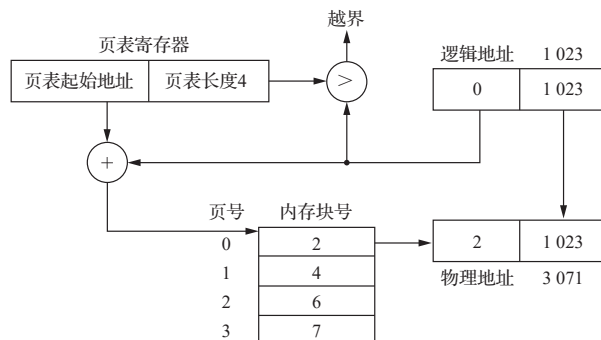 越界
页表寄存器
页表起始地址 页表长度4
>
逻辑地址 1 023
0 1 023
+
页号 内存块号
0 2
1 4
2 6
3 7
2 1 023
物理地址 3 071